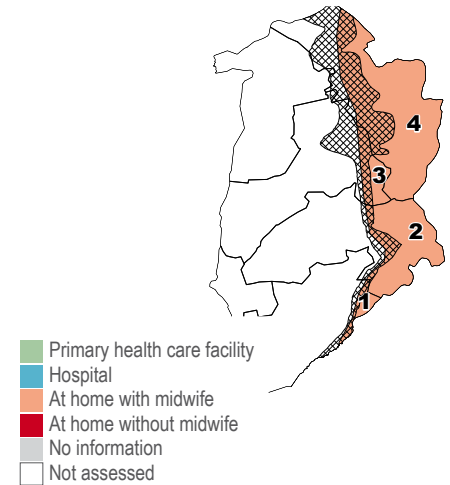 4
3
2
1
Primary health care facility
Hospital
At home with midwife
At home without midwife
No information
Not assessed